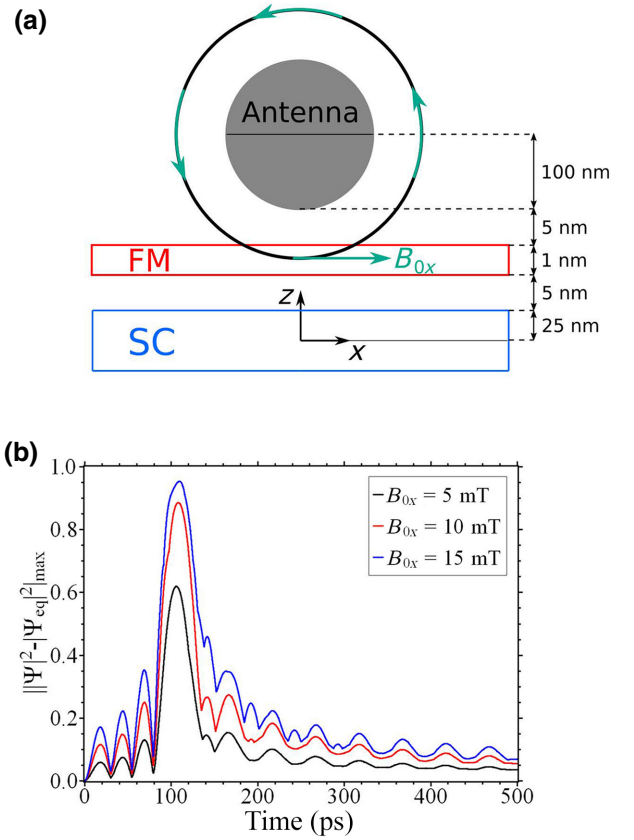 (a)
Antenna
100 nm
5 nm
FM
B₀ₓ
1 nm
5 nm
z
SC
x
25 nm
(b)
||Ψ|²-|Ψeq|²|max
1.0
0.8
0.6
0.4
0.2
0.0
B₀ₓ = 5 mT
B₀ₓ = 10 mT
B₀ₓ = 15 mT
0 100 200 300 400 500
Time (ps)